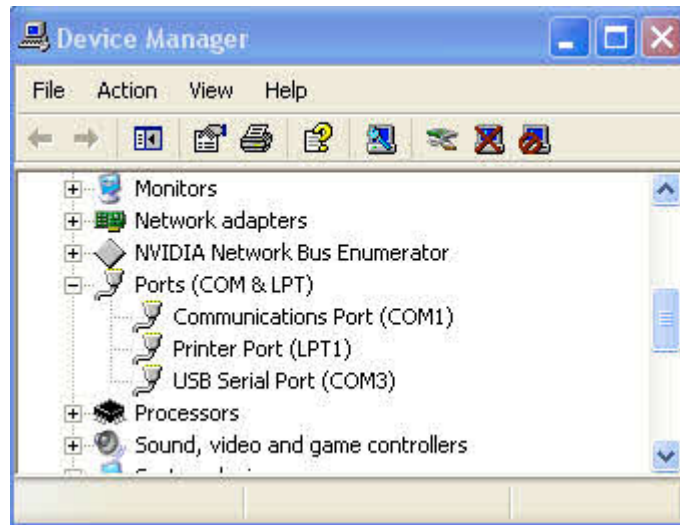 Device Manager
File Action View Help
Monitors
Network adapters
NVIDIA Network Bus Enumerator
Ports (COM & LPT)
Communications Port (COM1)
Printer Port (LPT1)
USB Serial Port (COM3)
Processors
Sound, video and game controllers